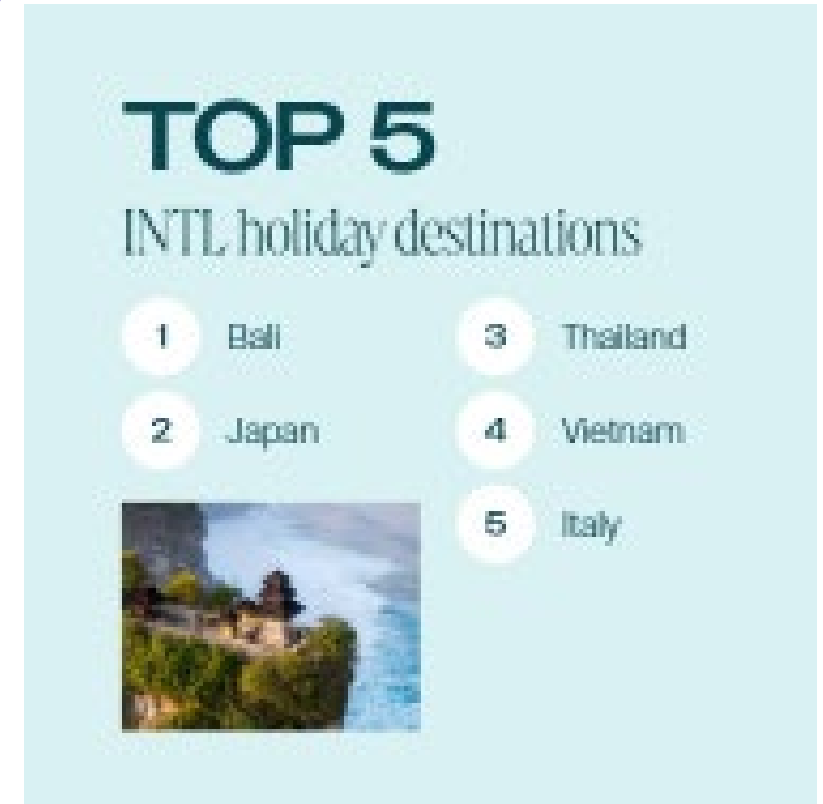 TOP 5
INTL holiday destinations
1 Bali
2 Japan
3 Thailand
4 Vietnam
5 Italy